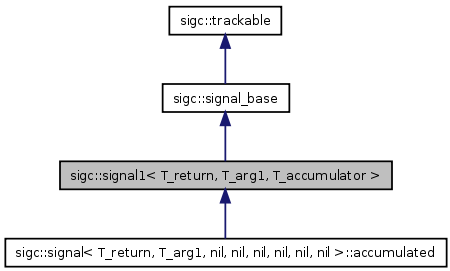 sigc::trackable
sigc::signal_base
sigc::signal1< T_return, T_arg1, T_accumulator >
sigc::signal< T_return, T_arg1, nil, nil, nil, nil, nil, nil >::accumulated